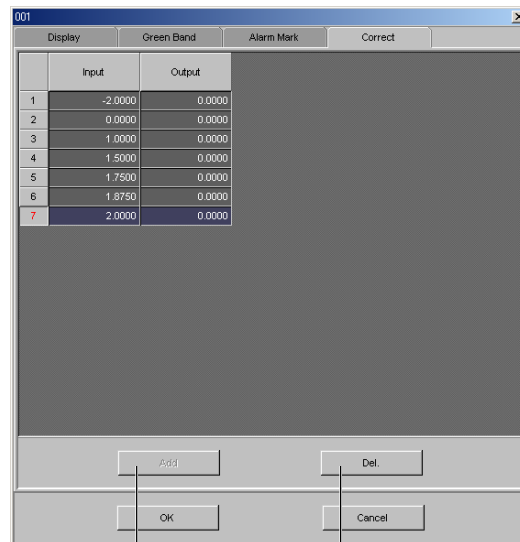 001
Display Green Band Alarm Mark Correct
Input Output
1 -2.0000 0.0000
2 0.0000 0.0000
3 1.0000 0.0000
4 1.5000 0.0000
5 1.7500 0.0000
6 1.8750 0.0000
7 2.0000 0.0000
Add Del.
OK Cancel